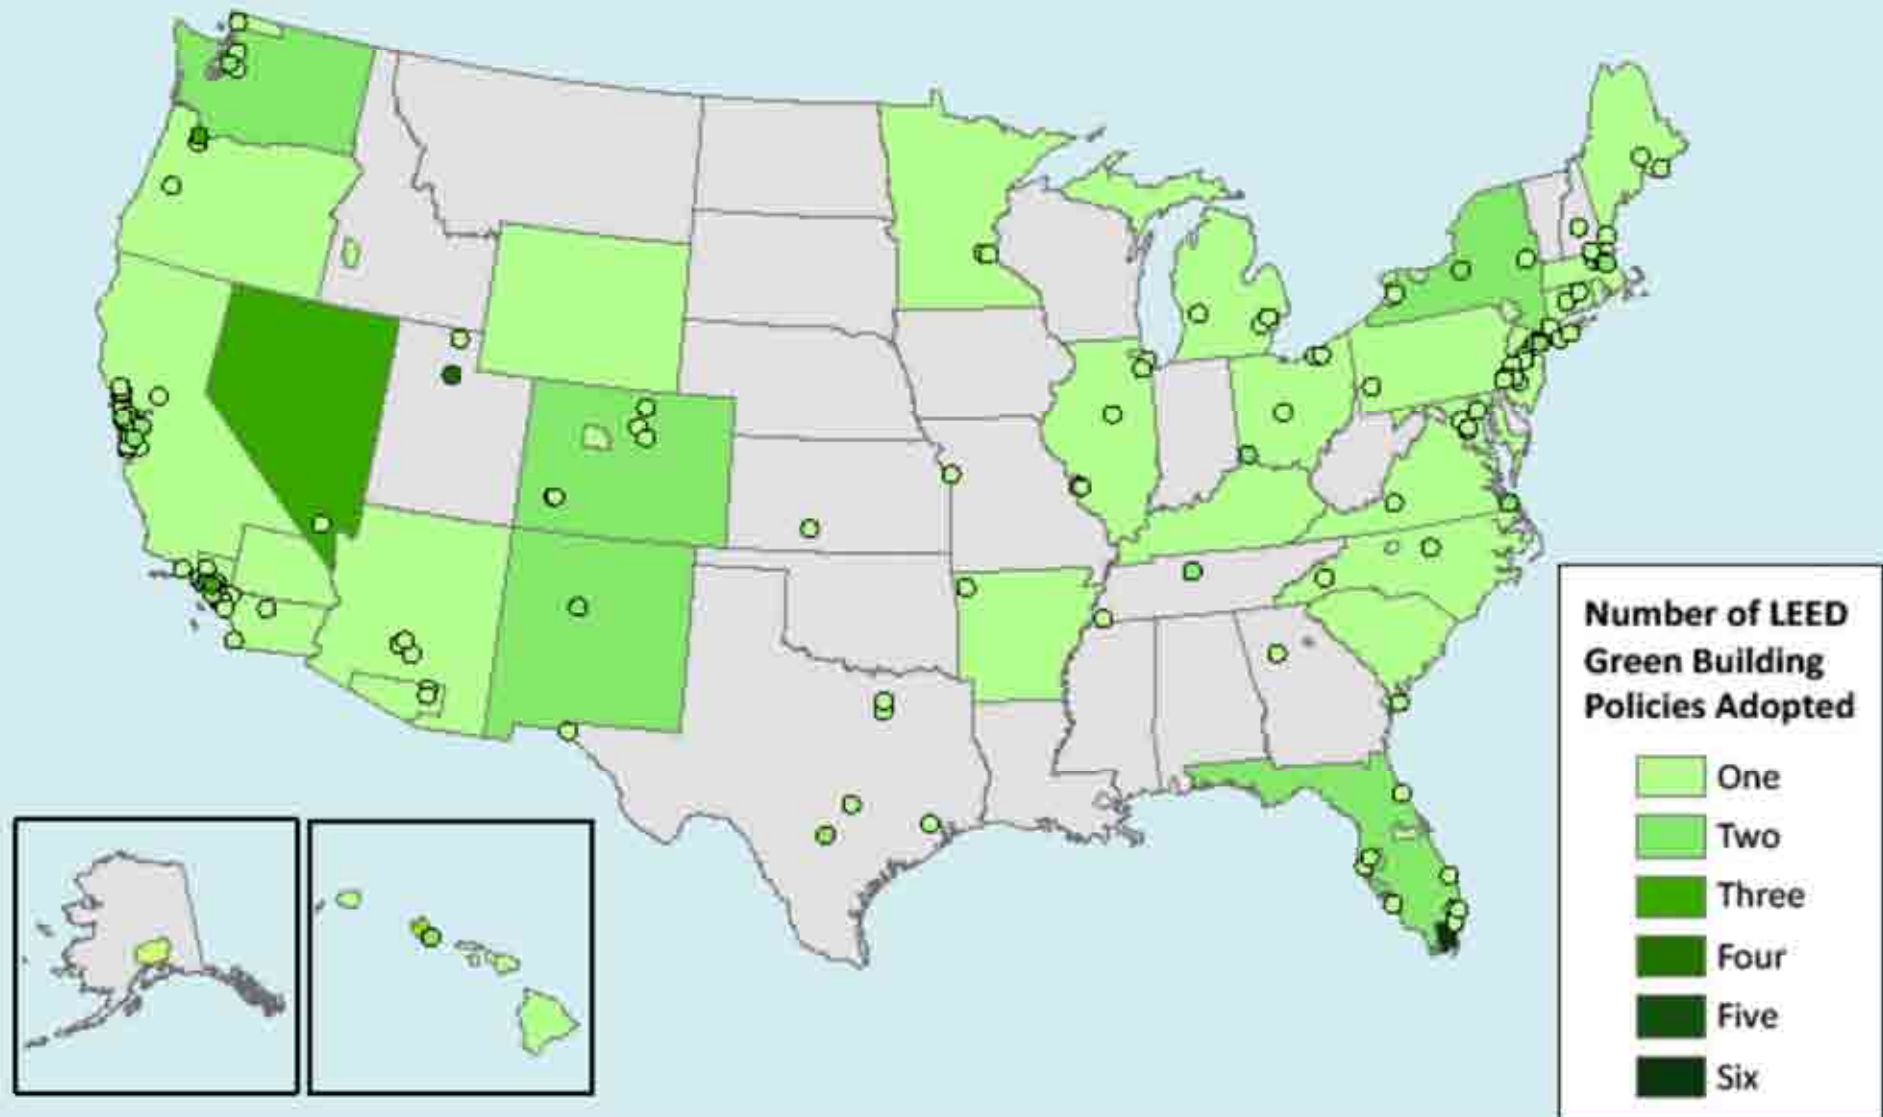 Number of LEED
Green Building
Policies Adopted
One
Two
Three
Four
Five
Six